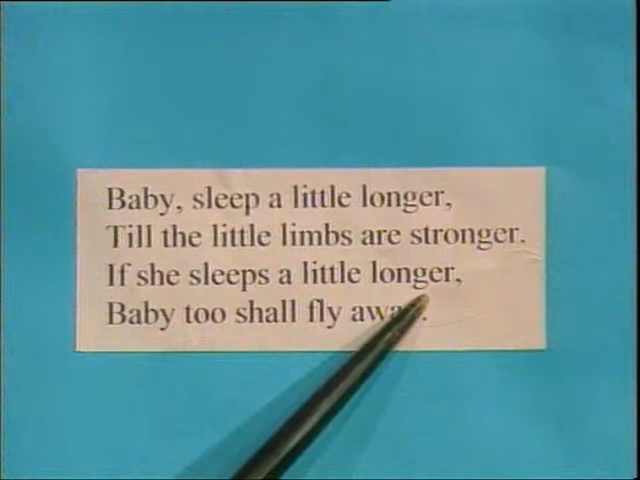 Baby, sleep a little longer,
Till the little limbs are stronger.
If she sleeps a little longer,
Baby too shall fly away.